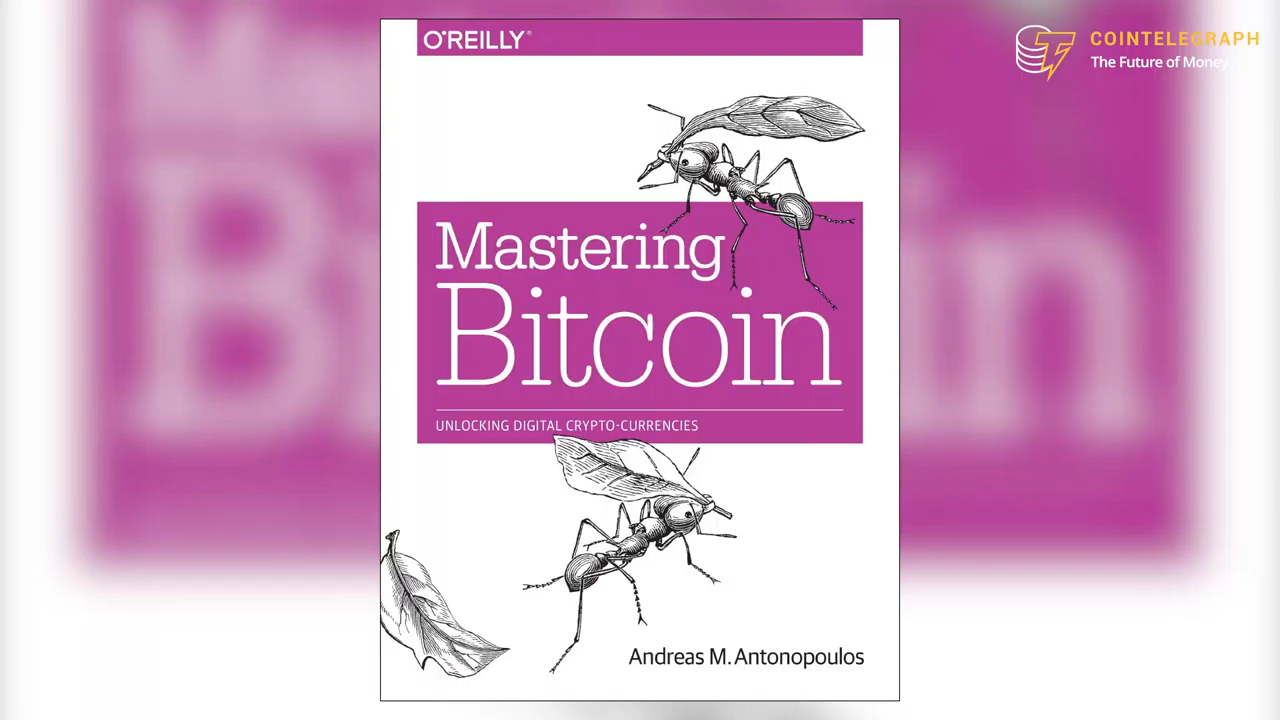 O'REILLY®
COINTELEGRAPH
The Future of Money
Mastering
Bitcoin
UNLOCKING DIGITAL CRYPTO-CURRENCIES
Andreas M. Antonopoulos